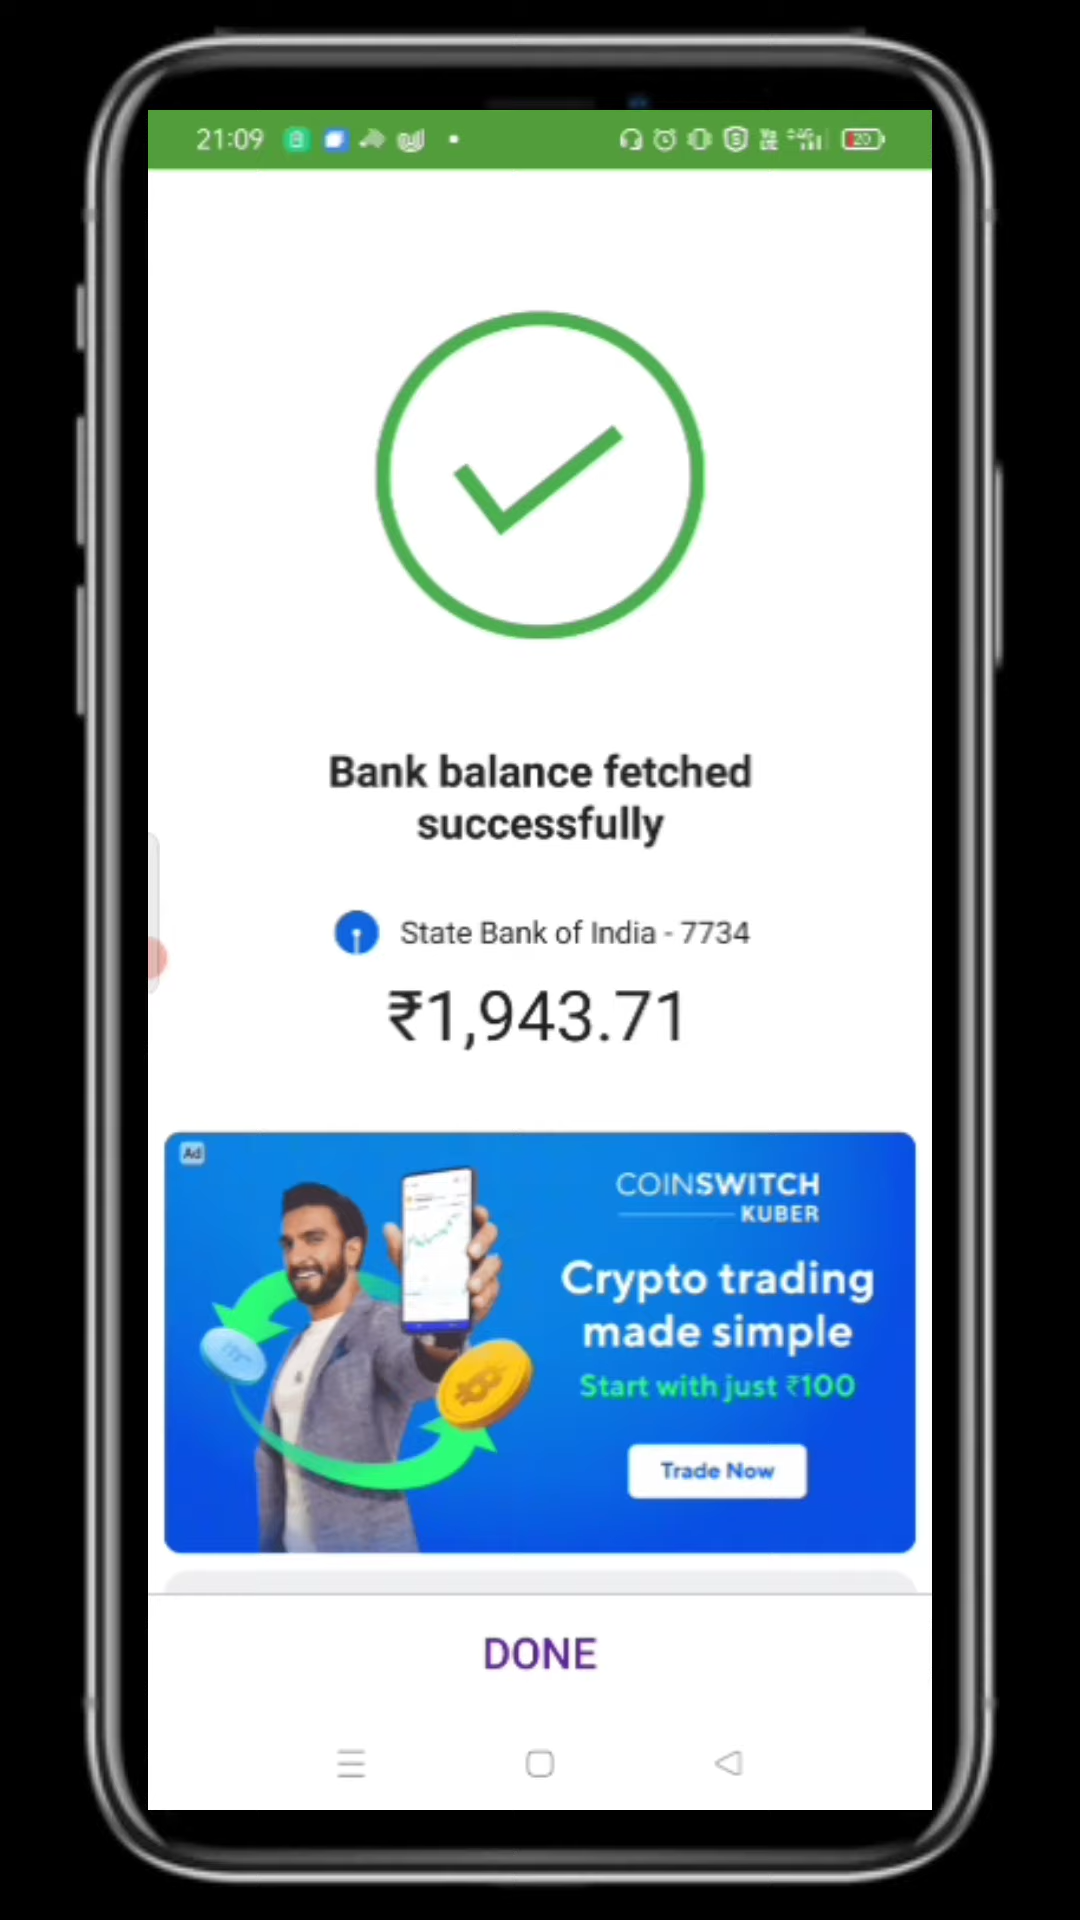 21:09
20
Bank balance fetched
successfully
State Bank of India - 7734
₹1,943.71
Ad
COINSWITCH
KUBER
Crypto trading
made simple
Start with just ₹100
Trade Now
DONE